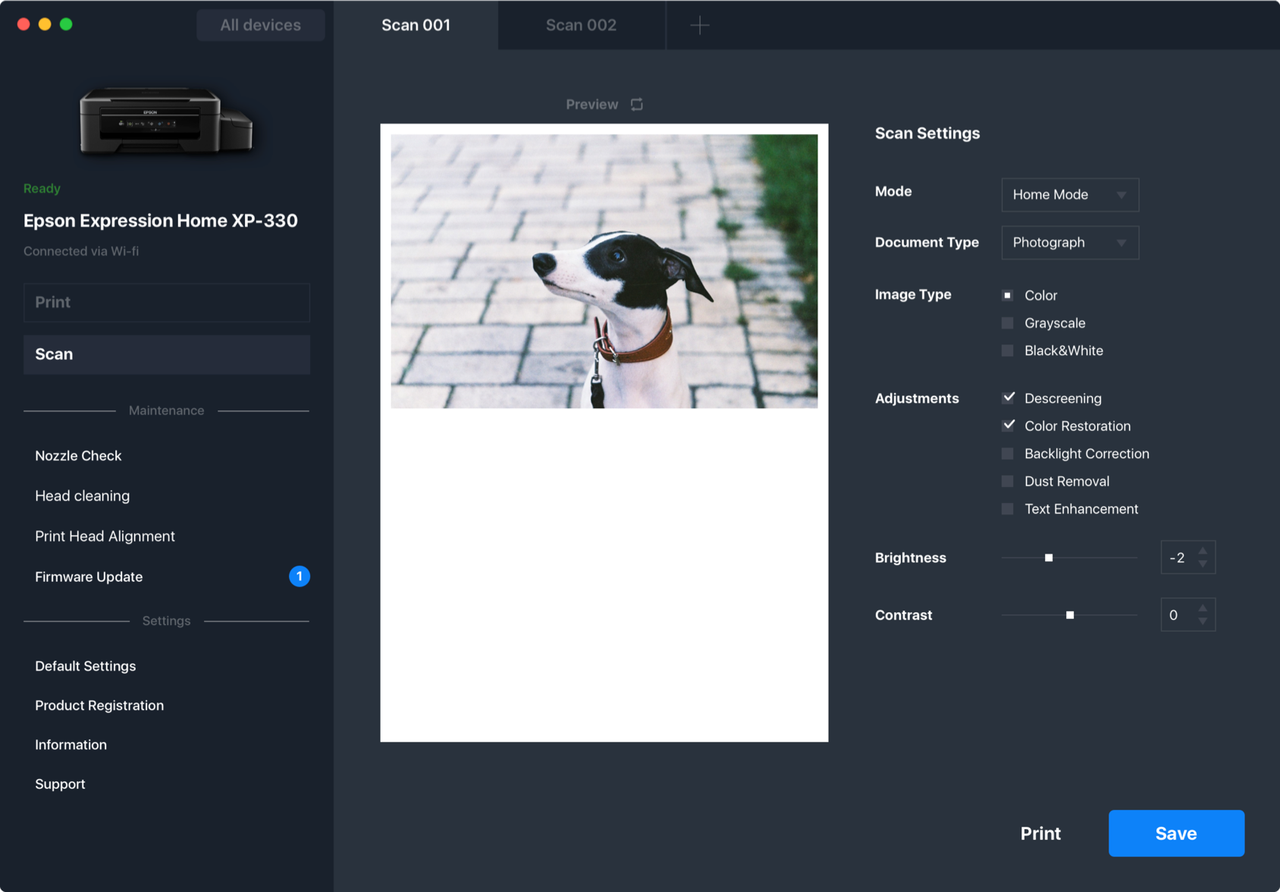 All devices
Scan 001
Scan 002
EPSON
Ready
Epson Expression Home XP-330
Connected via Wi-fi
Print
Scan
Maintenance
Nozzle Check
Head cleaning
Print Head Alignment
Firmware Update 1
Settings
Default Settings
Product Registration
Information
Support
Preview
Scan Settings
Mode Home Mode
Document Type Photograph
Image Type Color
Grayscale
Black&White
Adjustments Descreening
Color Restoration
Backlight Correction
Dust Removal
Text Enhancement
Brightness -2
Contrast 0
Print Save